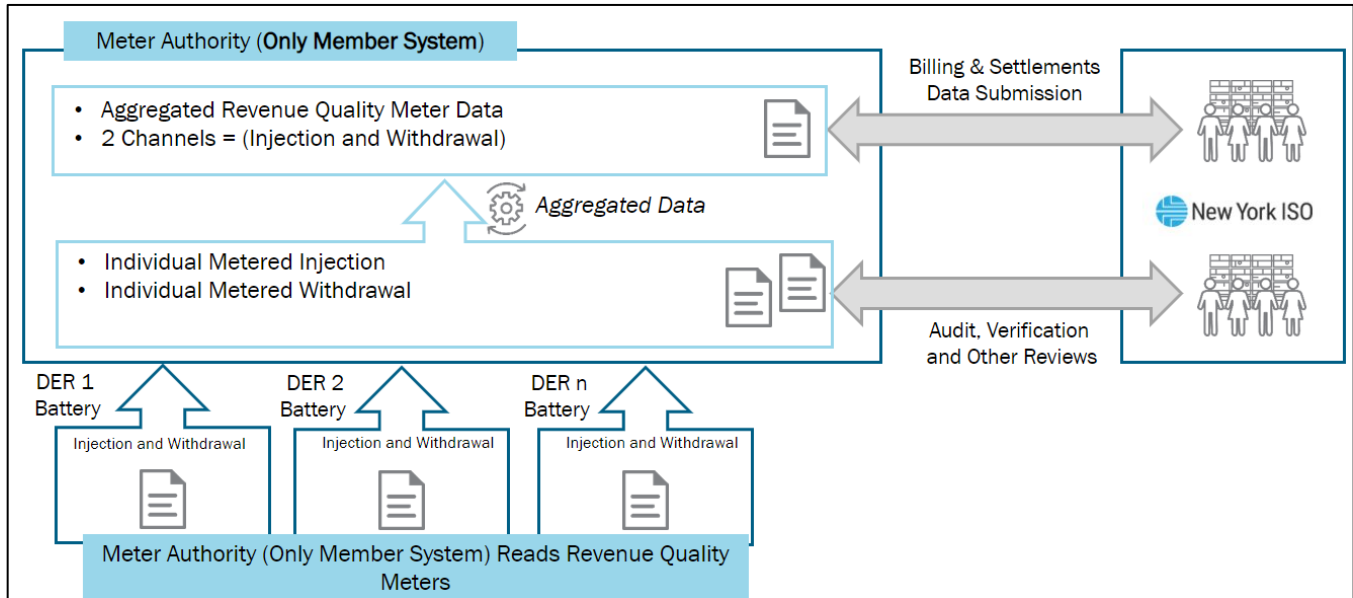 Meter Authority (Only Member System)
• Aggregated Revenue Quality Meter Data
• 2 Channels = (Injection and Withdrawal)
Billing & Settlements
Data Submission
Aggregated Data
New York ISO
• Individual Metered Injection
• Individual Metered Withdrawal
Audit, Verification
and Other Reviews
DER 1
Battery
DER 2
Battery
DER n
Battery
Injection and Withdrawal
Injection and Withdrawal
Injection and Withdrawal
Meter Authority (Only Member System) Reads Revenue Quality
Meters